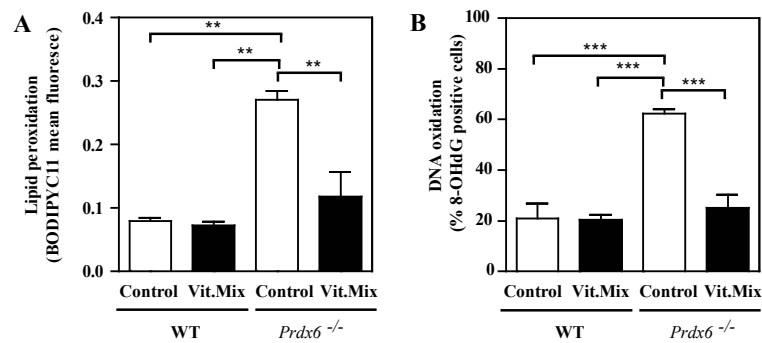 A
Lipid peroxidation
(BODIPYC11 mean fluoresce)
0.4
0.3
0.2
0.1
0.0
**
**
**
Control Vit.Mix Control Vit.Mix
WT Prdx6 -/-
B
DNA oxidation
(% 8-OHdG positive cells)
100
80
60
40
20
0
***
***
***
Control Vit.Mix Control Vit.Mix
WT Prdx6 -/-